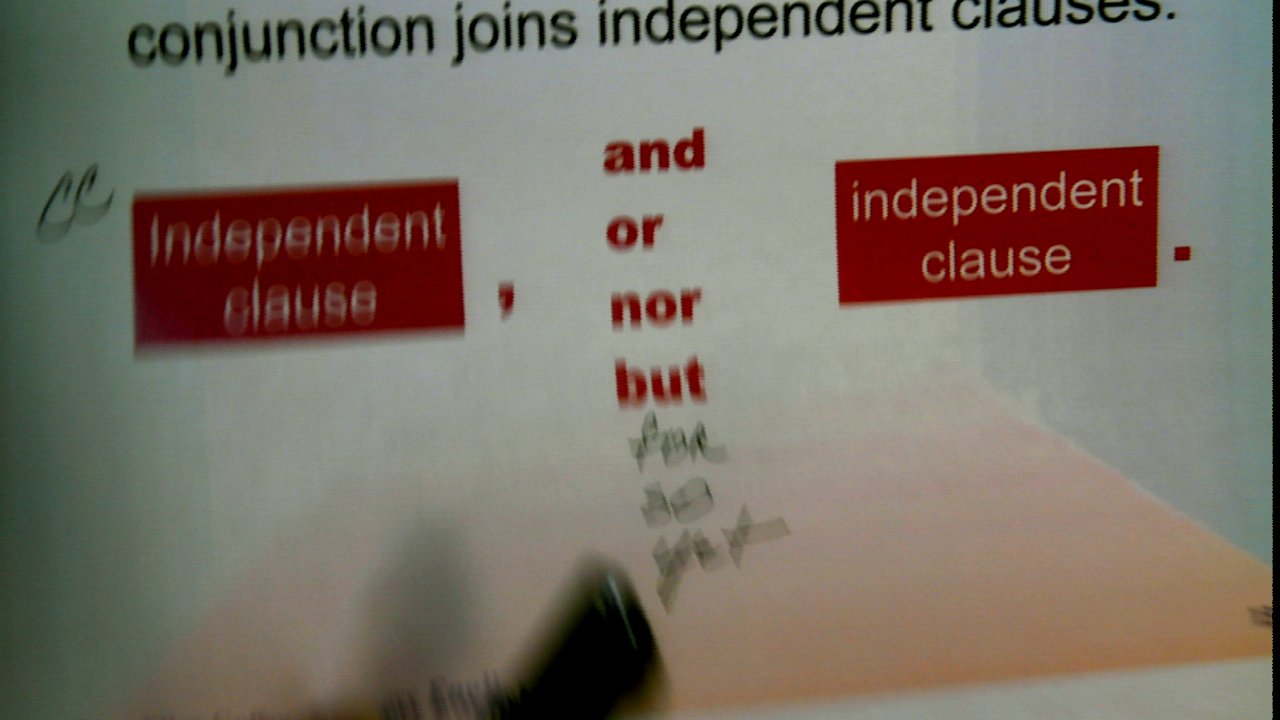 conjunction joins independent clauses.
CC
Independent
clause
,
and
or
nor
but
for
so
yet
independent
clause
.